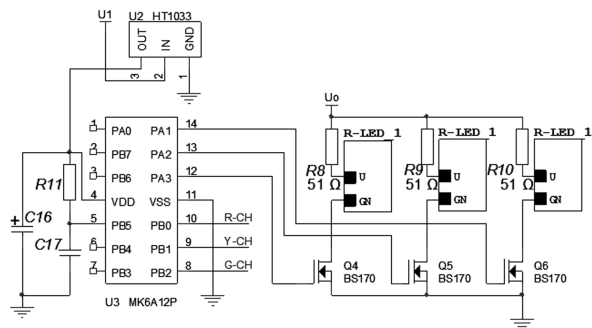 U1
U2 HT1033
OUT
IN
GND
3
2
1
1 PA0 PA1 14
2 PB7 PA2 13
3 PB6 PA3 12
4 VDD VSS 11
5 PB5 PB0 10 R-CH
6 PB4 PB1 9 Y-CH
7 PB3 PB2 8 G-CH
U3 MK6A12P
R11
+ C16
C17
Uo
R-LED_1
R-LED_1
R-LED_1
R8
51 Ω
U
GN
R9
51 Ω
U
GN
R10
51 Ω
U
GN
Q4
BS170
Q5
BS170
Q6
BS170